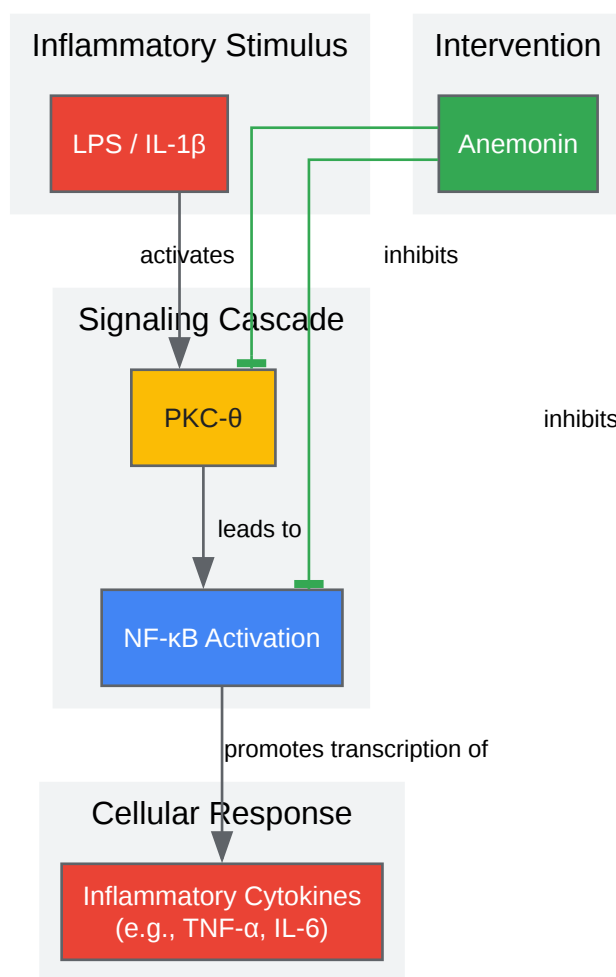 Inflammatory Stimulus
Intervention
LPS / IL-1β
Anemonin
activates
inhibits
Signaling Cascade
PKC-θ
inhibits
leads to
NF-κB Activation
promotes transcription of
Cellular Response
Inflammatory Cytokines
(e.g., TNF-α, IL-6)